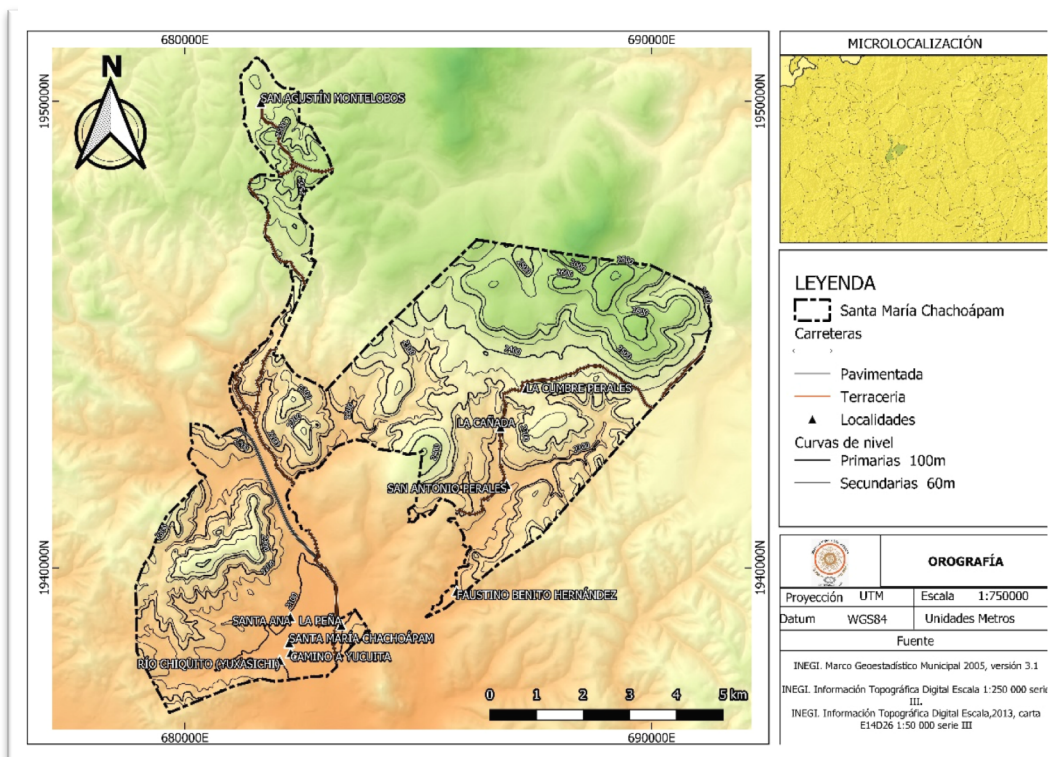 680000E
690000E
1950000N
1950000N
N
SAN AGUSTÍN MONTELOBOS
LA CUMBRE PERALES
LA CAÑADA
SAN ANTONIO PERALES
1940000N
1940000N
FAUSTINO BENITO HERNÁNDEZ
SANTA ANA
LA PEÑA
SANTA MARÍA CHACHOÁPAM
CAMINO A YUCUITA
RÍO CHIQUITO (YUXASICHI)
0 1 2 3 4 5 km
680000E
690000E
MICROLOCALIZACIÓN
LEYENDA
Santa María Chachoápam
Carreteras
Pavimentada
Terraceria
Localidades
Curvas de nivel
Primarias 100m
Secundarias 60m
OROGRAFÍA
Proyección UTM
Escala 1:750000
Datum WGS84
Unidades Metros
Fuente
INEGI. Marco Geoestadístico Municipal 2005, versión 3.1
INEGI. Información Topográfica Digital Escala 1:250 000 serie
III.
INEGI. Información Topográfica Digital Escala,2013, carta
E14D26 1:50 000 serie III